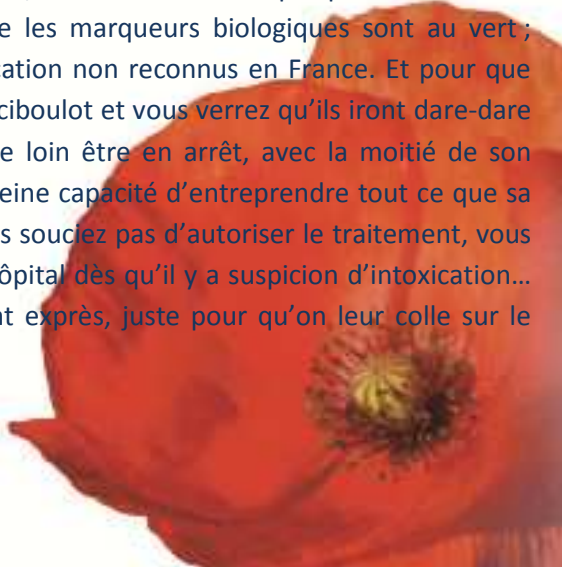 e les marqueurs biologiques sont au vert ;
cation non reconnus en France. Et pour que
ciboulot et vous verrez qu’ils iront dare-dare
e loin être en arrêt, avec la moitié de son
eine capacité d’entreprendre tout ce que sa
s souciez pas d’autoriser le traitement, vous
ôpital dès qu’il y a suspicion d’intoxication…
nt exprès, juste pour qu’on leur colle sur le